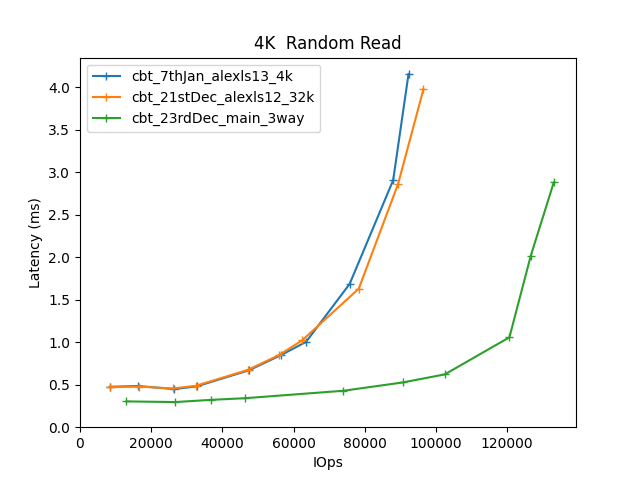 4K  Random Read
cbt_7thJan_alexls13_4k
cbt_21stDec_alexls12_32k
cbt_23rdDec_main_3way
Latency (ms)
4.0
3.5
3.0
2.5
2.0
1.5
1.0
0.5
0.0
0 20000 40000 60000 80000 100000 120000
IOps